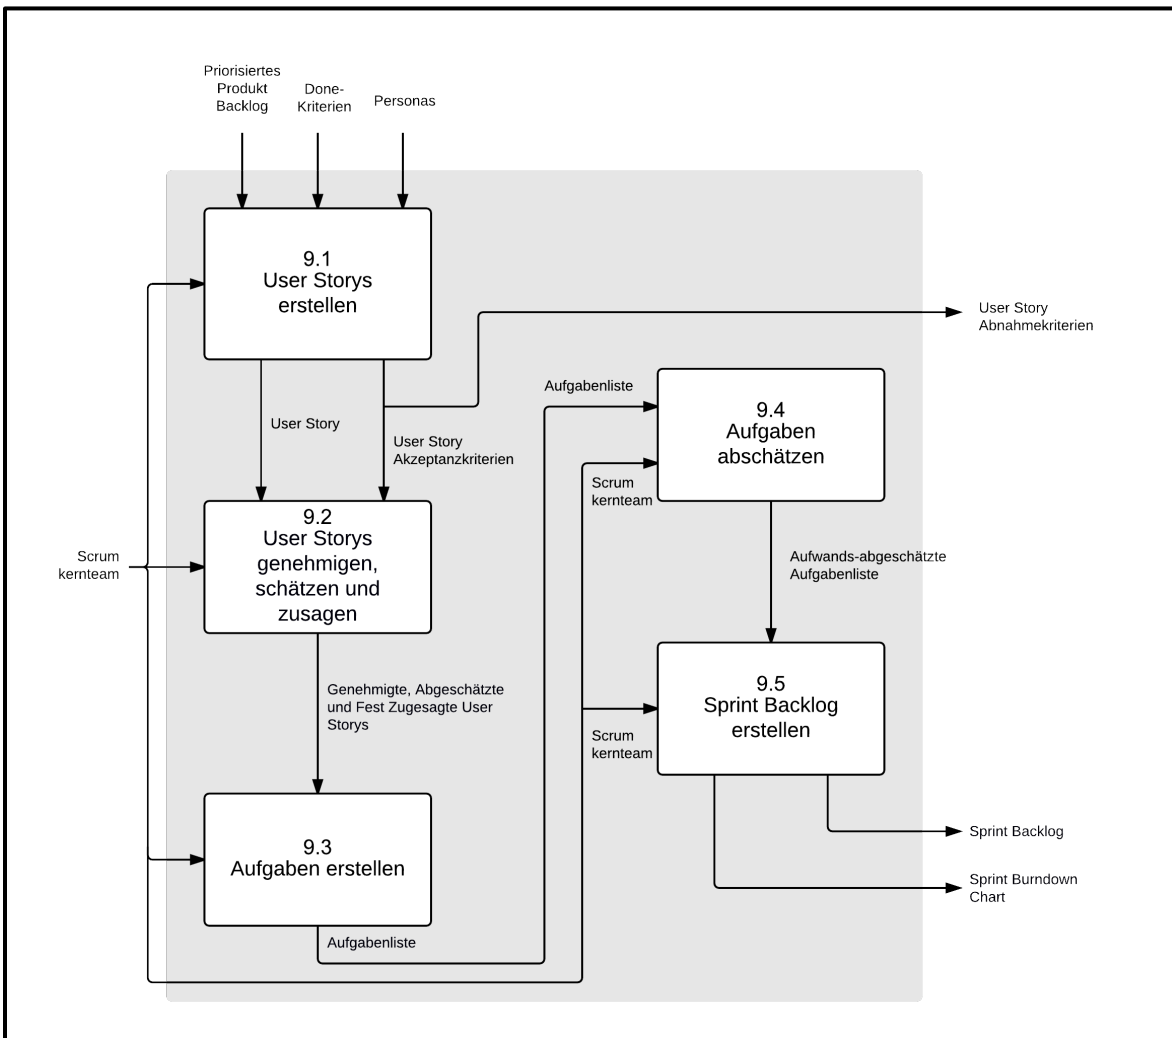 Priorisiertes
Produkt
Backlog
Done-
Kriterien
Personas
9.1
User Storys
erstellen
User Story
Abnahmekriterien
Aufgabenliste
9.4
Aufgaben
abschätzen
User Story
User Story
Akzeptanzkriterien
Scrum
kernteam
9.2
User Storys
genehmigen,
schätzen und
zusagen
Scrum
kernteam
Aufwands-abgeschätzte
Aufgabenliste
Genehmigte, Abgeschätzte
und Fest Zugesagte User
Storys
9.5
Sprint Backlog
erstellen
Scrum
kernteam
9.3
Aufgaben erstellen
Sprint Backlog
Sprint Burndown
Chart
Aufgabenliste